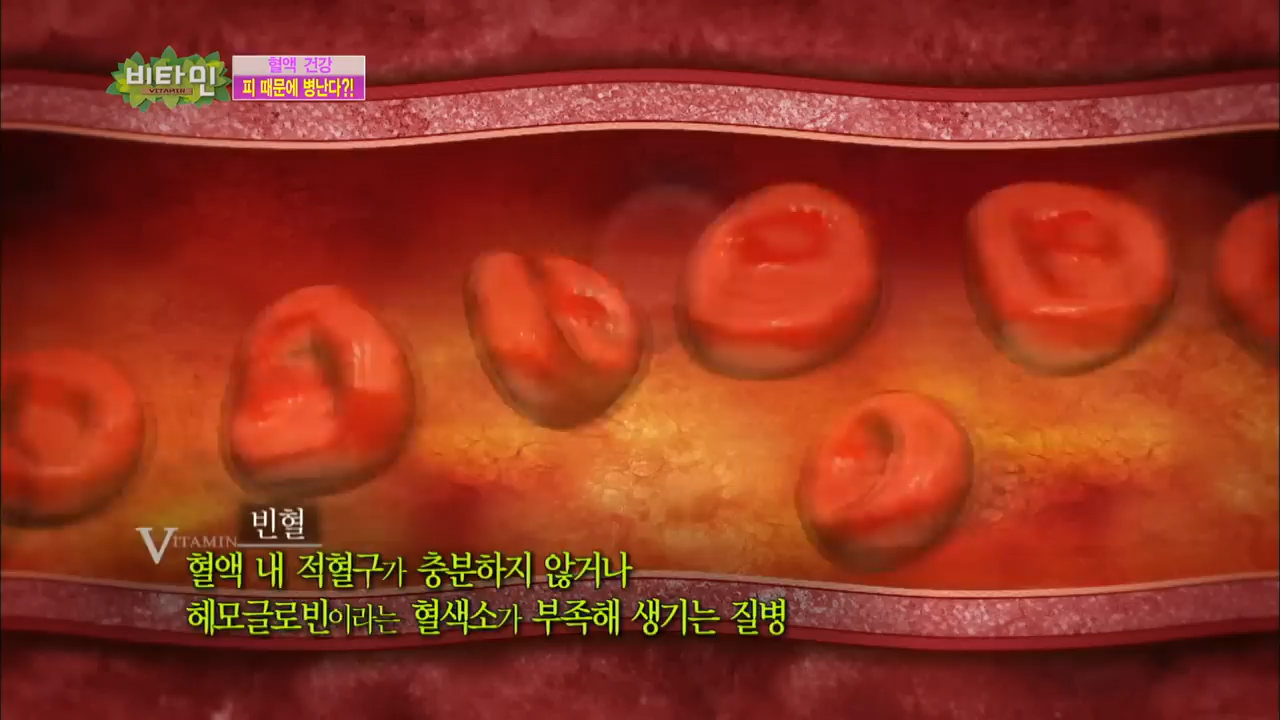 비타민
VITAMIN
혈액 건강
피 때문에 병난다?!
빈혈
VITAMIN
혈액 내 적혈구가 충분하지 않거나
헤모글로빈이라는 혈색소가 부족해 생기는 질병